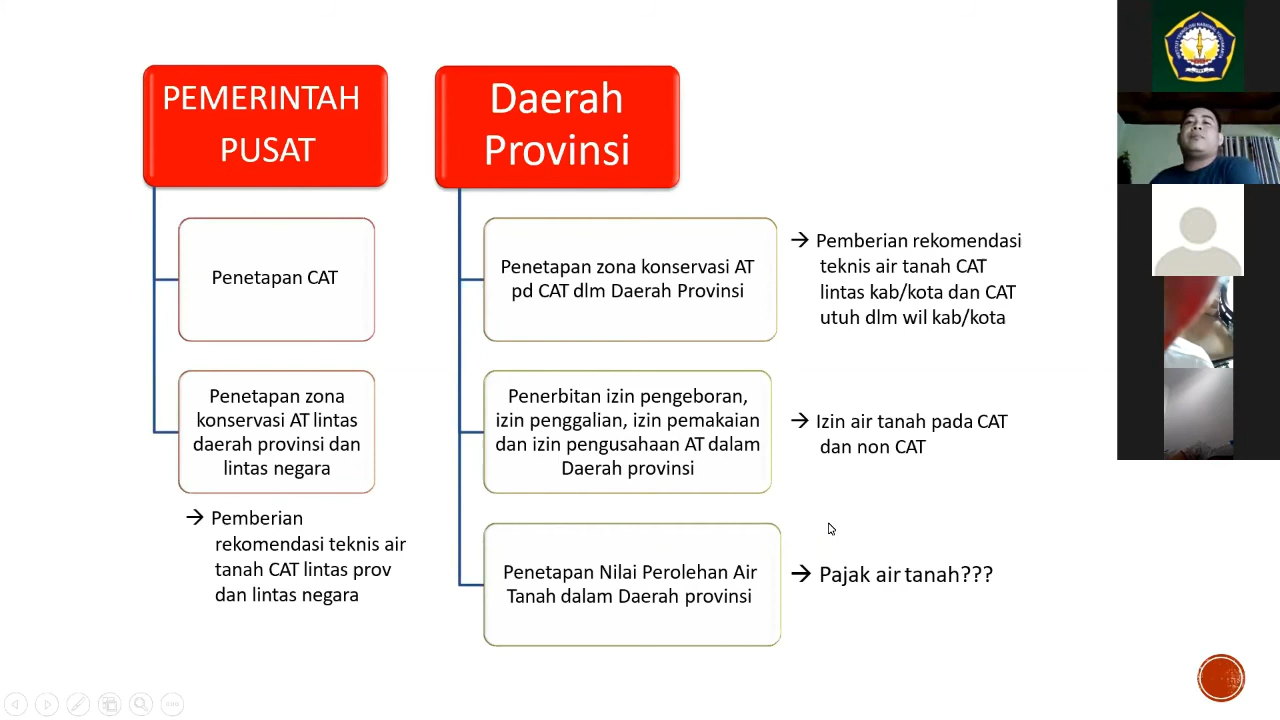 PEMERINTAH
PUSAT
Penetapan CAT
Penetapan zona
konservasi AT lintas
daerah provinsi dan
lintas negara
→ Pemberian
rekomendasi teknis air
tanah CAT lintas prov
dan lintas negara
Daerah
Provinsi
Penetapan zona konservasi AT
pd CAT dlm Daerah Provinsi
→ Pemberian rekomendasi
teknis air tanah CAT
lintas kab/kota dan CAT
utuh dlm wil kab/kota
Penerbitan izin pengeboran,
izin penggalian, izin pemakaian
dan izin pengusahaan AT dalam
Daerah provinsi
→ Izin air tanah pada CAT
dan non CAT
Penetapan Nilai Perolehan Air
Tanah dalam Daerah provinsi
→ Pajak air tanah???